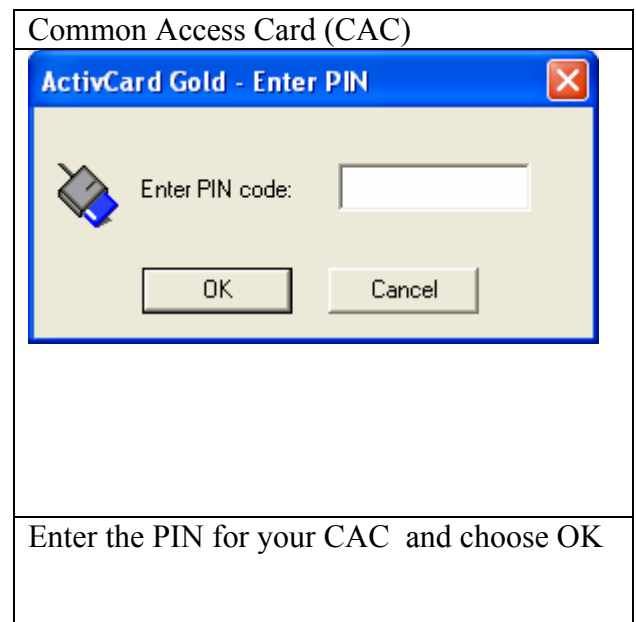 Common Access Card (CAC)
ActivCard Gold - Enter PIN
Enter PIN code:
OK Cancel
Enter the PIN for your CAC and choose OK